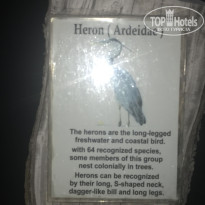 TOP Hotels
Heron ( Ardeidae )
The herons are the long-legged
freshwater and coastal bird.
with 64 recognized species,
some members of this group
nest colonially in trees.
Herons can be recognized
by their long, S-shaped neck,
dagger-like bill and long legs.